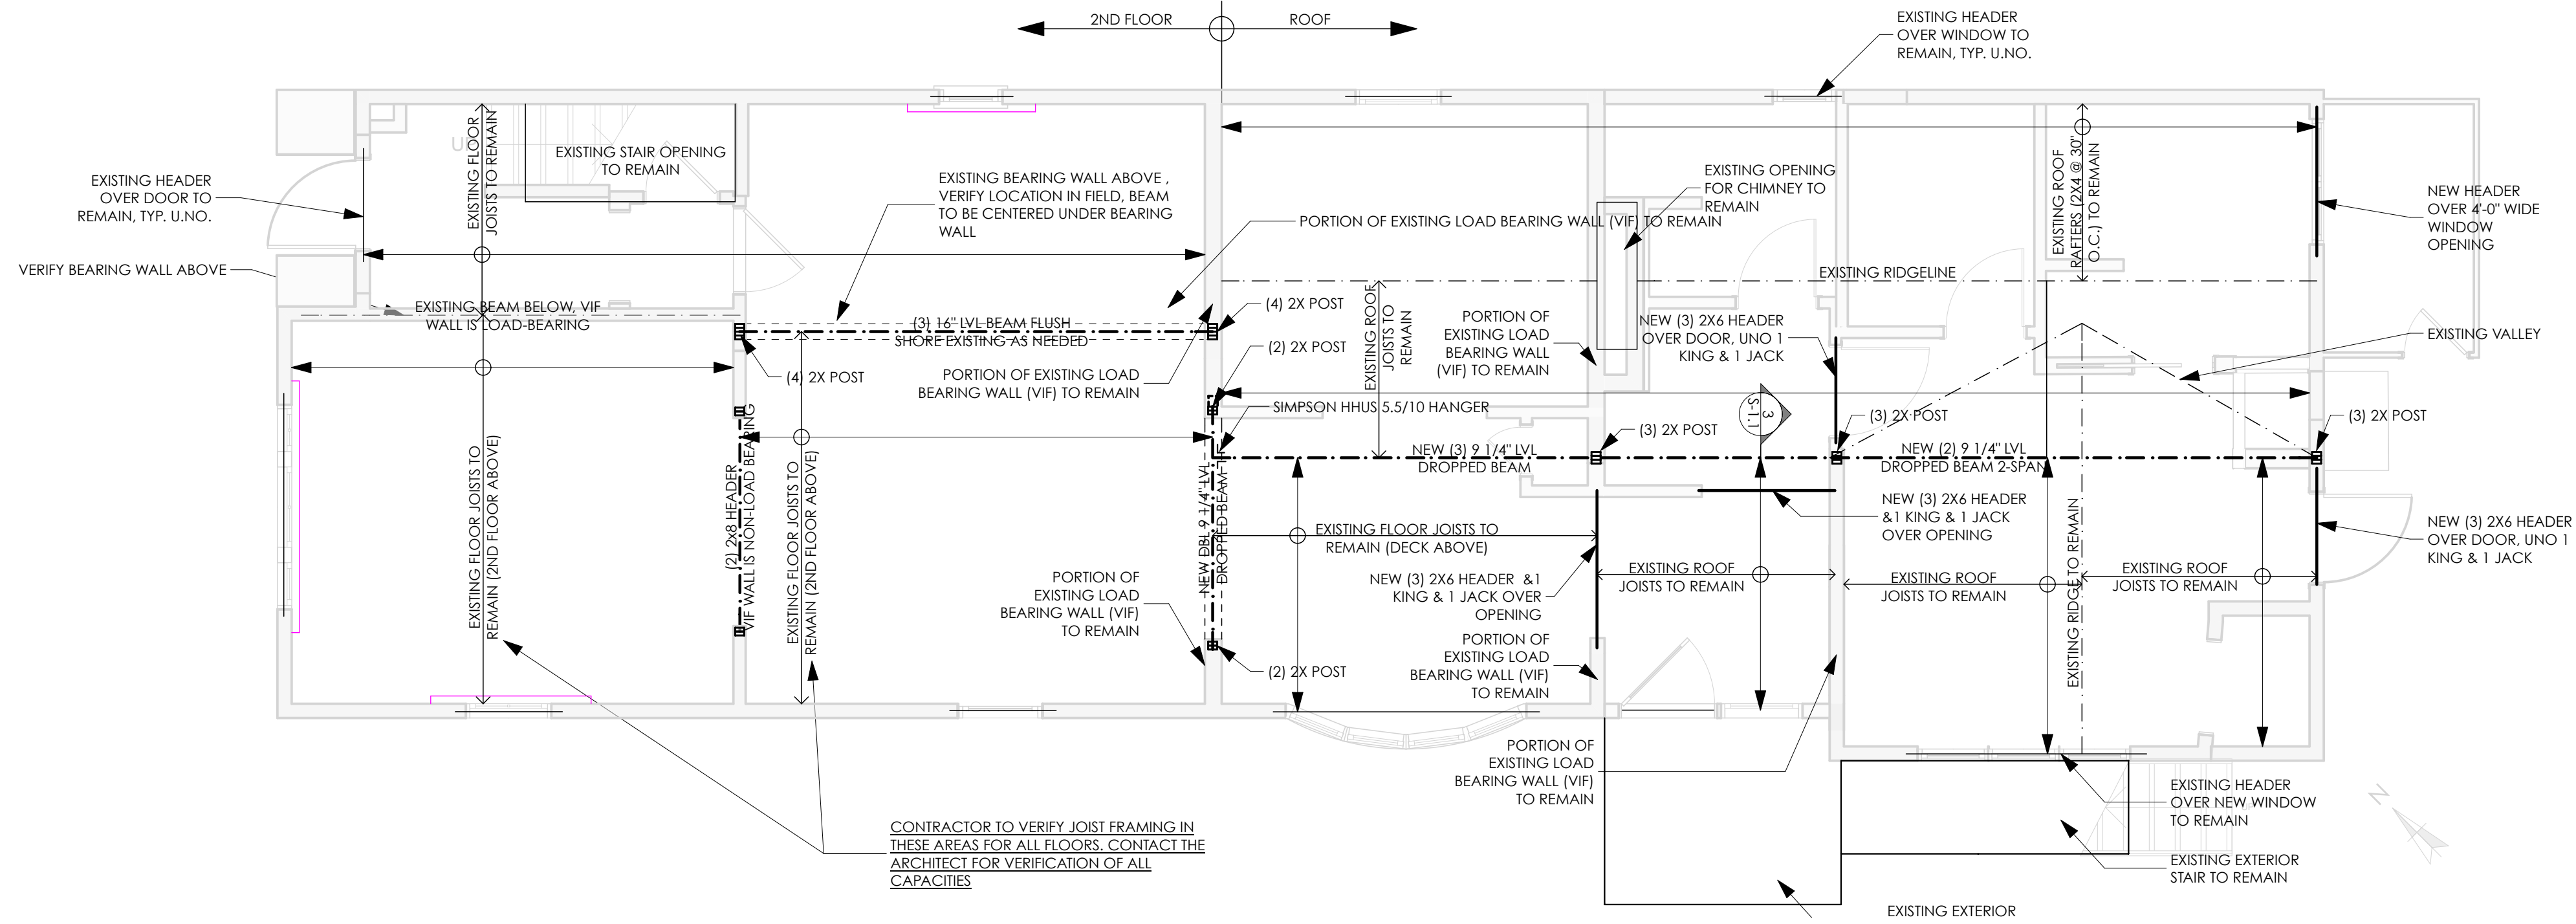 2ND FLOOR
ROOF
EXISTING HEADER
OVER WINDOW TO
REMAIN, TYP. U.NO.
EXISTING HEADER
OVER DOOR TO
REMAIN, TYP. U.NO.
VERIFY BEARING WALL ABOVE
EXISTING FLOOR
JOISTS TO REMAIN
UP
EXISTING STAIR OPENING
TO REMAIN
EXISTING BEARING WALL ABOVE ,
VERIFY LOCATION IN FIELD, BEAM
TO BE CENTERED UNDER BEARING
WALL
PORTION OF EXISTING LOAD BEARING WALL (VIF) TO REMAIN
EXISTING OPENING
FOR CHIMNEY TO
REMAIN
EXISTING ROOF
RAFTERS (2X4 @ 30"
O.C.) TO REMAIN
NEW HEADER
OVER 4'-0" WIDE
WINDOW
OPENING
EXISTING RIDGELINE
EXISTING BEAM BELOW, VIF
WALL IS LOAD-BEARING
(3) 16" LVL BEAM FLUSH
SHORE EXISTING AS NEEDED
(4) 2X POST
(4) 2X POST
(2) 2X POST
PORTION OF EXISTING LOAD
BEARING WALL (VIF) TO REMAIN
SIMPSON HHUS 5.5/10 HANGER
EXISTING ROOF
JOISTS TO
REMAIN
PORTION OF
EXISTING LOAD
BEARING WALL
(VIF) TO REMAIN
NEW (3) 2X6 HEADER
OVER DOOR, UNO 1
KING & 1 JACK
EXISTING VALLEY
3
S-1.1
(3) 2X POST
(3) 2X POST
(3) 2X POST
NEW (3) 9 1/4" LVL
DROPPED BEAM
NEW (2) 9 1/4" LVL
DROPPED BEAM 2-SPAN
EXISTING FLOOR JOISTS TO
REMAIN (2ND FLOOR ABOVE)
(2) 2x8 HEADER
VIF WALL IS NON-LOAD BEARING
EXISTING FLOOR JOISTS TO
REMAIN (2ND FLOOR ABOVE)
NEW DBL 9 1/4" LVL
DROPPED BEAM
EXISTING FLOOR JOISTS TO
REMAIN (DECK ABOVE)
NEW (3) 2X6 HEADER
&1 KING & 1 JACK
OVER OPENING
NEW (3) 2X6 HEADER
OVER DOOR, UNO 1
KING & 1 JACK
PORTION OF
EXISTING LOAD
BEARING WALL (VIF)
TO REMAIN
NEW (3) 2X6 HEADER &1
KING & 1 JACK OVER
OPENING
EXISTING ROOF
JOISTS TO REMAIN
EXISTING ROOF
JOISTS TO REMAIN
EXISTING ROOF
JOISTS TO REMAIN
EXISTING RIDGE TO REMAIN
(2) 2X POST
PORTION OF
EXISTING LOAD
BEARING WALL (VIF)
TO REMAIN
PORTION OF
EXISTING LOAD
BEARING WALL (VIF)
TO REMAIN
EXISTING HEADER
OVER NEW WINDOW
TO REMAIN
N
CONTRACTOR TO VERIFY JOIST FRAMING IN
THESE AREAS FOR ALL FLOORS. CONTACT THE
ARCHITECT FOR VERIFICATION OF ALL
CAPACITIES
EXISTING EXTERIOR
STAIR TO REMAIN
EXISTING EXTERIOR